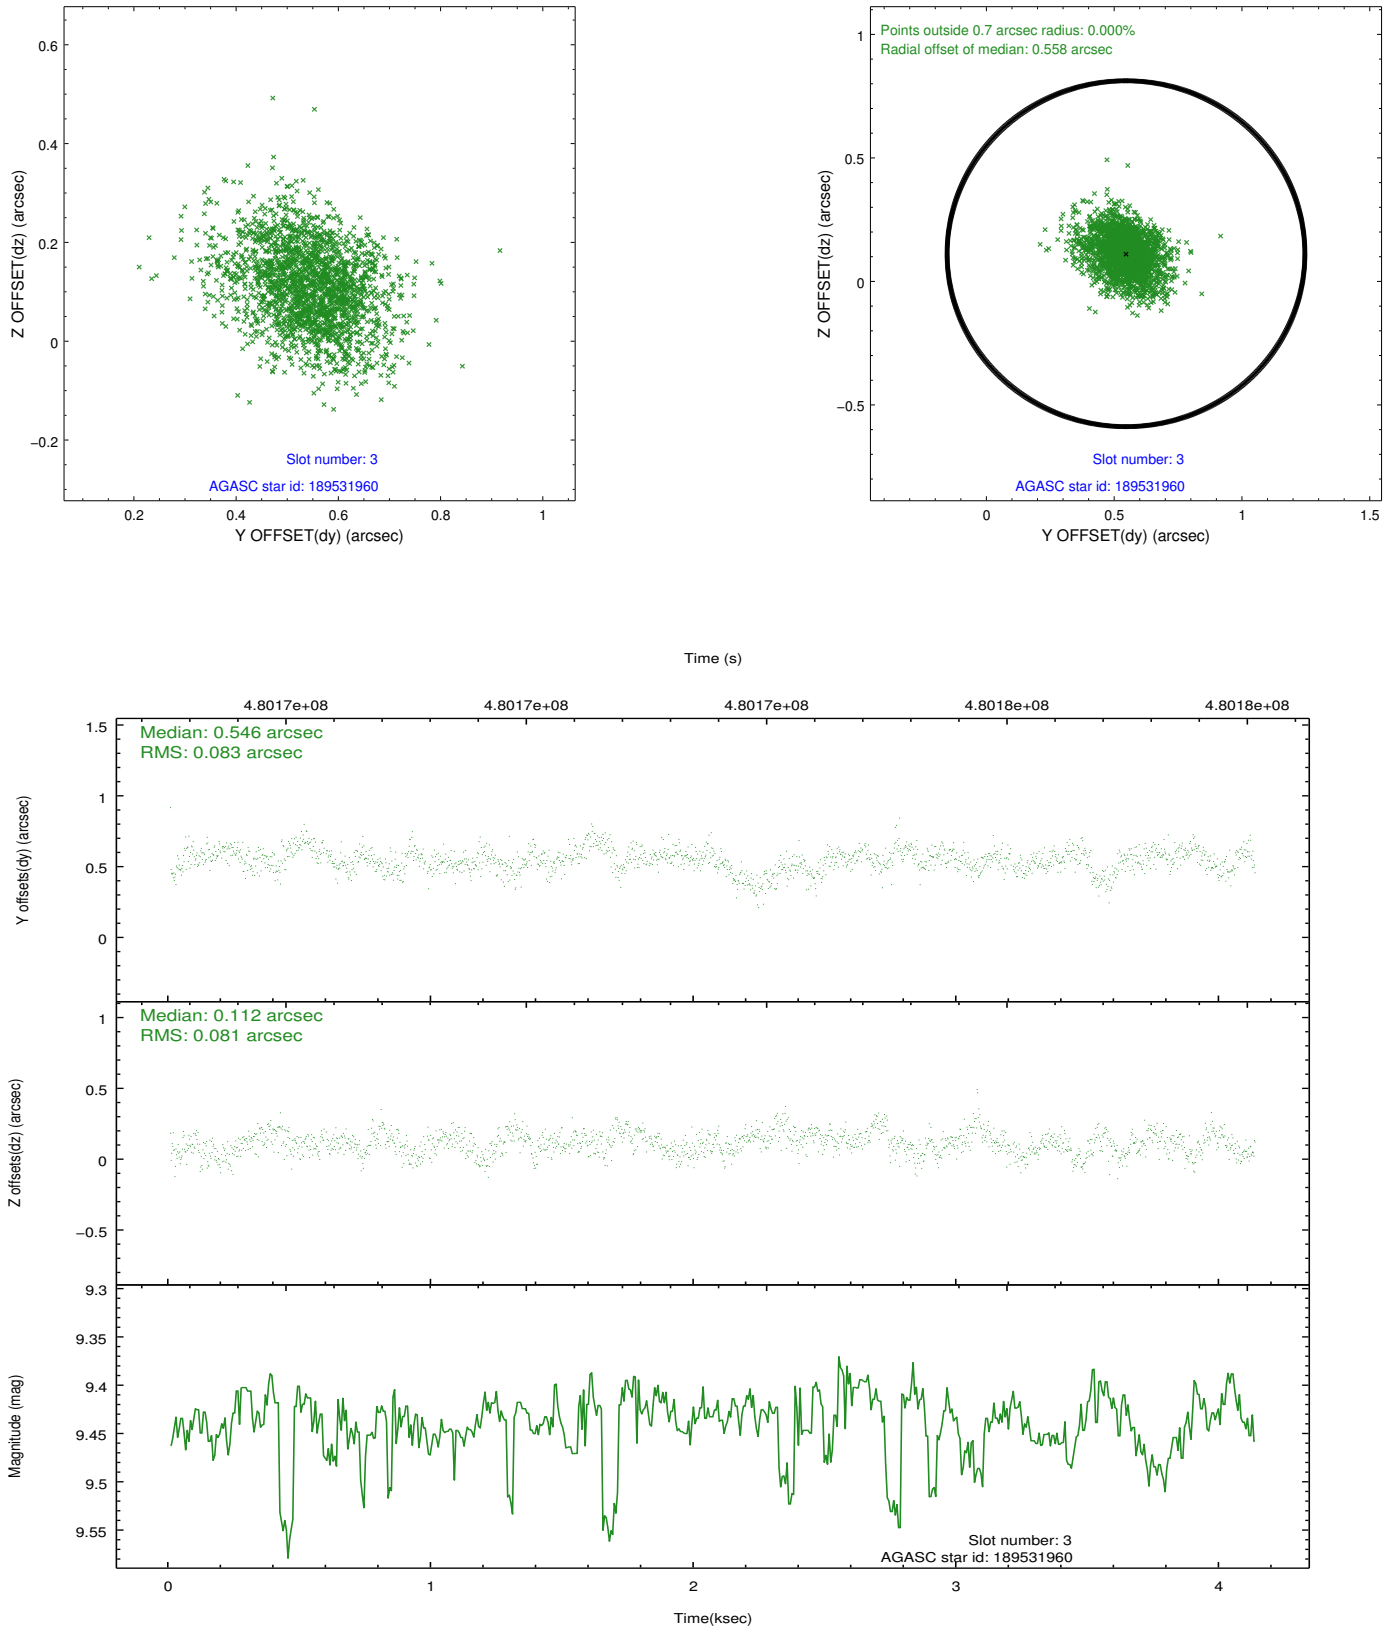 0.6
0.4
0.2
0
−0.2
Z OFFSET(dz) (arcsec)
Slot number: 3
AGASC star id: 189531960
0.2 0.4 0.6 0.8 1
Y OFFSET(dy) (arcsec)
Points outside 0.7 arcsec radius: 0.000%
Radial offset of median: 0.558 arcsec
1
0.5
0
−0.5
Z OFFSET(dz) (arcsec)
Slot number: 3
AGASC star id: 189531960
0 0.5 1 1.5
Y OFFSET(dy) (arcsec)
Time (s)
4.8017e+08 4.8017e+08 4.8017e+08 4.8018e+08 4.8018e+08
Median: 0.546 arcsec
RMS: 0.083 arcsec
1.5
1
0.5
0
Y offsets(dy) (arcsec)
Median: 0.112 arcsec
RMS: 0.081 arcsec
1
0.5
0
−0.5
Z offsets(dz) (arcsec)
9.3
9.35
9.4
9.45
9.5
9.55
Magnitude (mag)
Slot number: 3
AGASC star id: 189531960
0 1 2 3 4
Time(ksec)